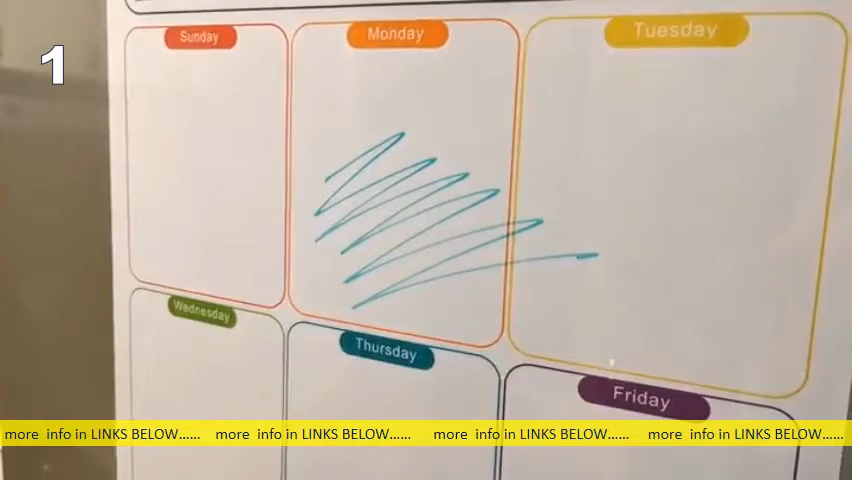 1
Sunday
Monday
Tuesday
Wednesday
Thursday
Friday
more info in LINKS BELOW...... more info in LINKS BELOW...... more info in LINKS BELOW...... more info in LINKS BELOW......